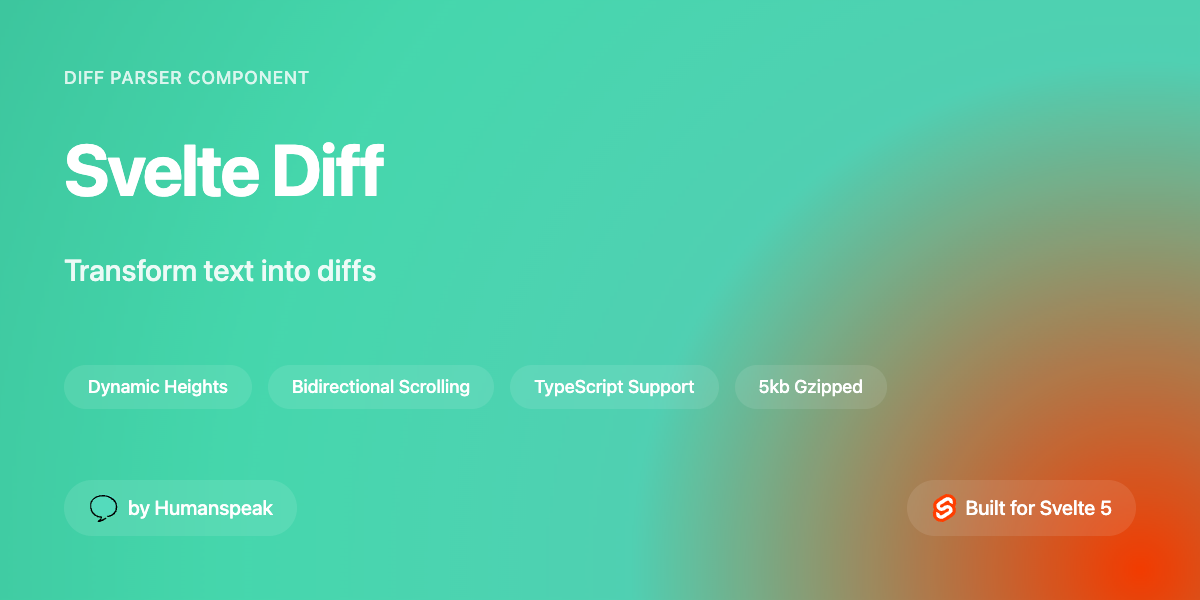 DIFF PARSER COMPONENT
Svelte Diff
Transform text into diffs
Dynamic Heights
Bidirectional Scrolling
TypeScript Support
5kb Gzipped
by Humanspeak
Built for Svelte 5